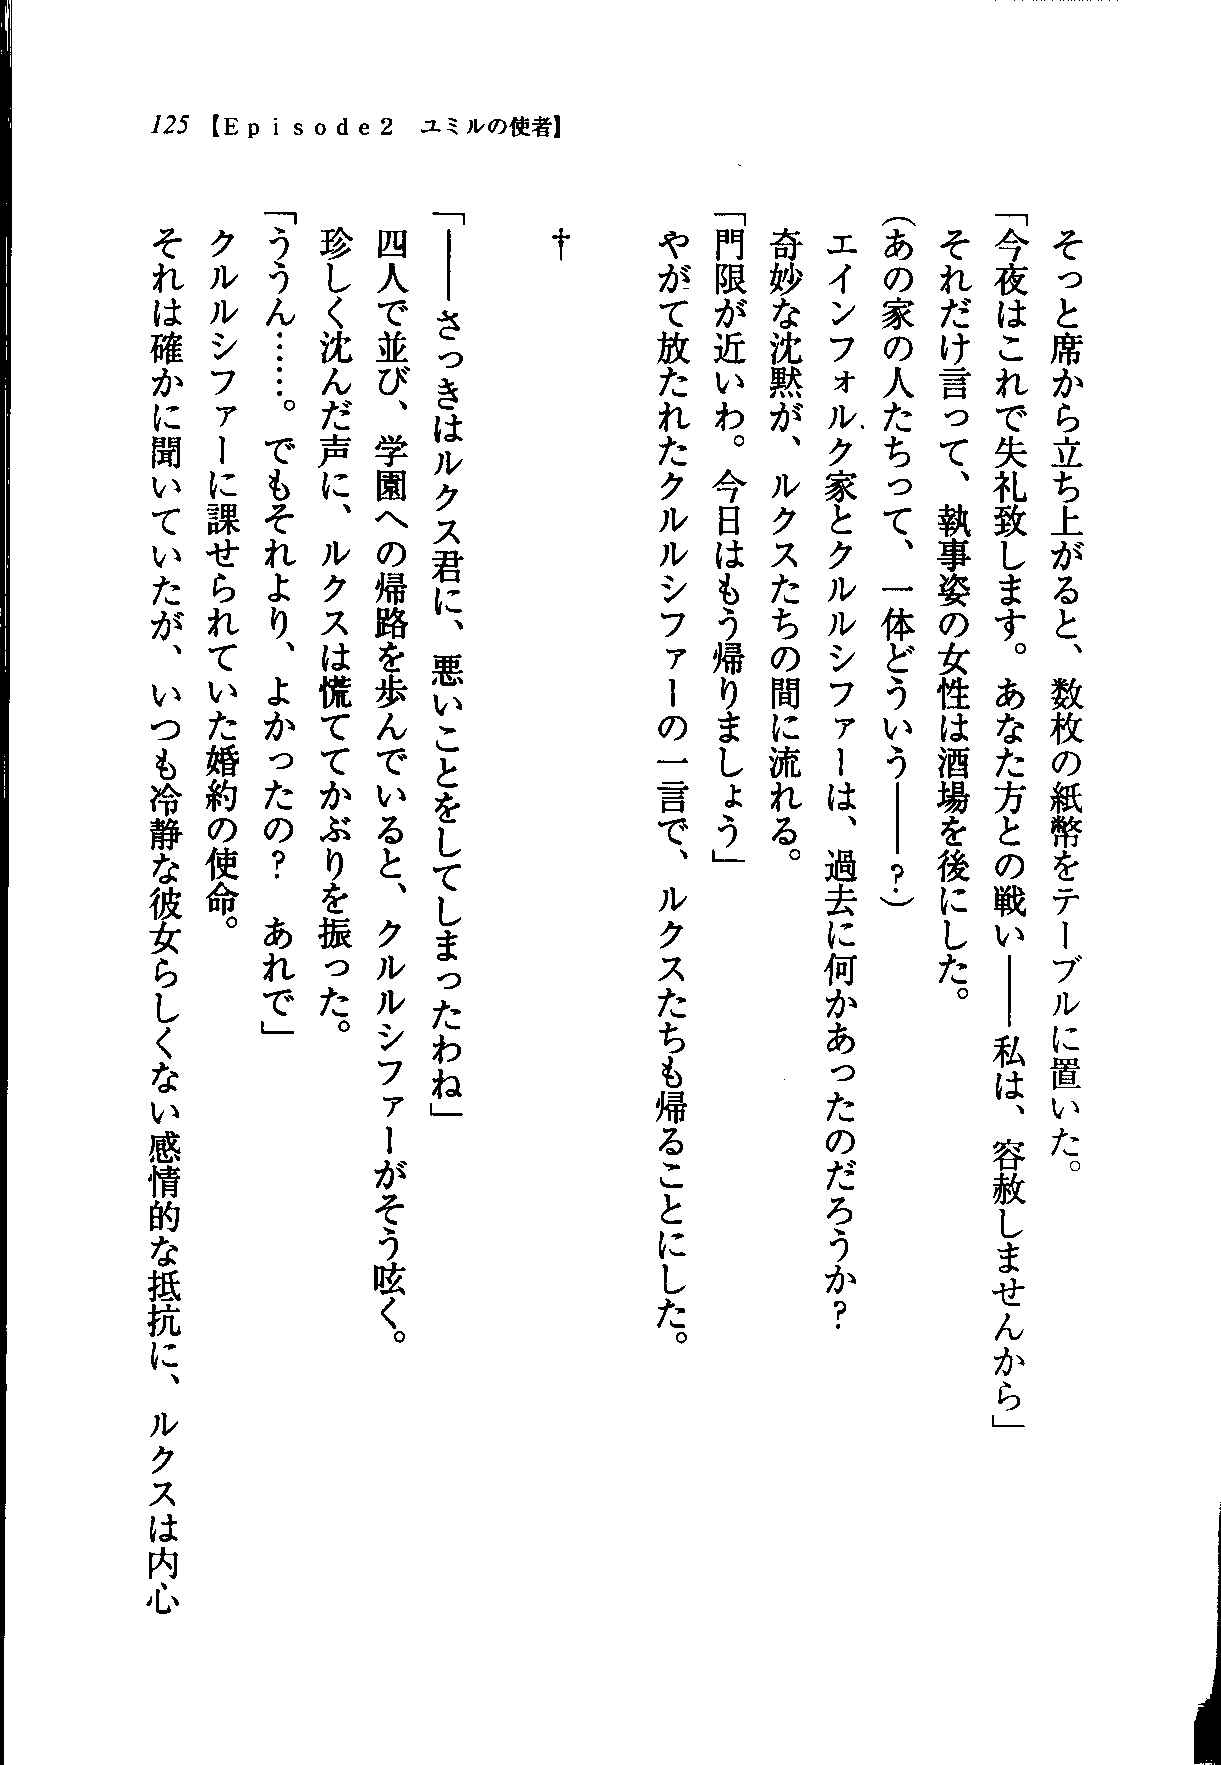 125 【Ｅｐｉｓｏｄｅ２　ユミルの使者】
そっと席から立ち上がると、数枚の紙幣をテーブルに置いた。
「今夜はこれで失礼致します。あなた方との戦い――私は、容赦しませんから」
それだけ言って、執事姿の女性は酒場を後にした。
（あの家の人たちって、一体どういう――？）
エインフォルク家とクルルシファーは、過去に何かあったのだろうか？
奇妙な沈黙が、ルクスたちの間に流れる。
「門限が近いわ。今日はもう帰りましょう」
やがて放たれたクルルシファーの一言で、ルクスたちも帰ることにした。
†
「――さっきはルクス君に、悪いことをしてしまったわね」
四人で並び、学園への帰路を歩んでいると、クルルシファーがそう呟く。
珍しく沈んだ声に、ルクスは慌ててかぶりを振った。
「ううん……。でもそれより、よかったの？　あれで」
クルルシファーに課せられていた婚約の使命。
それは確かに聞いていたが、いつも冷静な彼女らしくない感情的な抵抗に、ルクスは内心